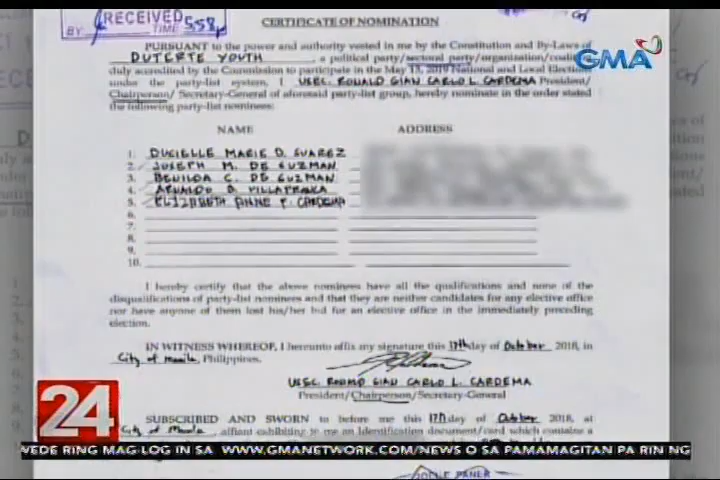 RECEIVED
BY: TIME 5:58p
CERTIFICATE OF NOMINATION
PURSUANT to the power and authority vested in me by the Constitution and By-Laws of
DUTERTE YOUTH, a political party/sectoral party/organization/coalition
duly accredited by the Commission to participate in the May 13, 2019 National and Local Elections
under the party-list system, I USEC. RONALD GIAN CARLO L. CARDEMA President/
Chairperson/ Secretary-General of aforesaid party-list group, hereby nominate in the order stated
the following party-list nominees:
GMA
NAME ADDRESS
1. DUCIELLE MARIE D. SUAREZ
2. JOSEPH M. DE GUZMAN
3. BENILDA C. DE GUZMAN
4. ARNALDO D. VILLAFRANCA
5. ELIZABETH ANNE P. CARDEMA
6.
7.
8.
9.
10.
I hereby certify that the above nominees have all the qualifications and none of the
disqualifications of party-list nominees and that they are neither candidates for any elective office
nor have anyone of them lost his/her bid for an elective office in the immediately preceding
election.
IN WITNESS WHEREOF, I hereunto affix my signature this 17th day of October 2018, in
City of Manila, Philippines.
USEC. RONALD GIAN CARLO L. CARDEMA
President/Chairperson/Secretary-General
SUBSCRIBED AND SWORN to before me this 17th day of October 2018, at
City of Manila, affiant exhibiting to me an Identification document/card which contains a
24
WEDE RING MAG-LOG IN SA WWW.GMANETWORK.COM/NEWS O SA PAMAMAGITAN PA RIN NG